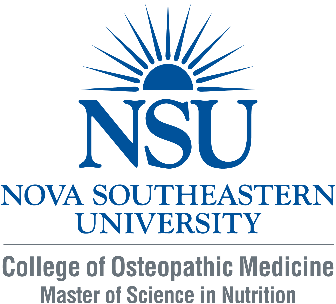 NSU
NOVA SOUTHEASTERN
UNIVERSITY
College of Osteopathic Medicine
Master of Science in Nutrition